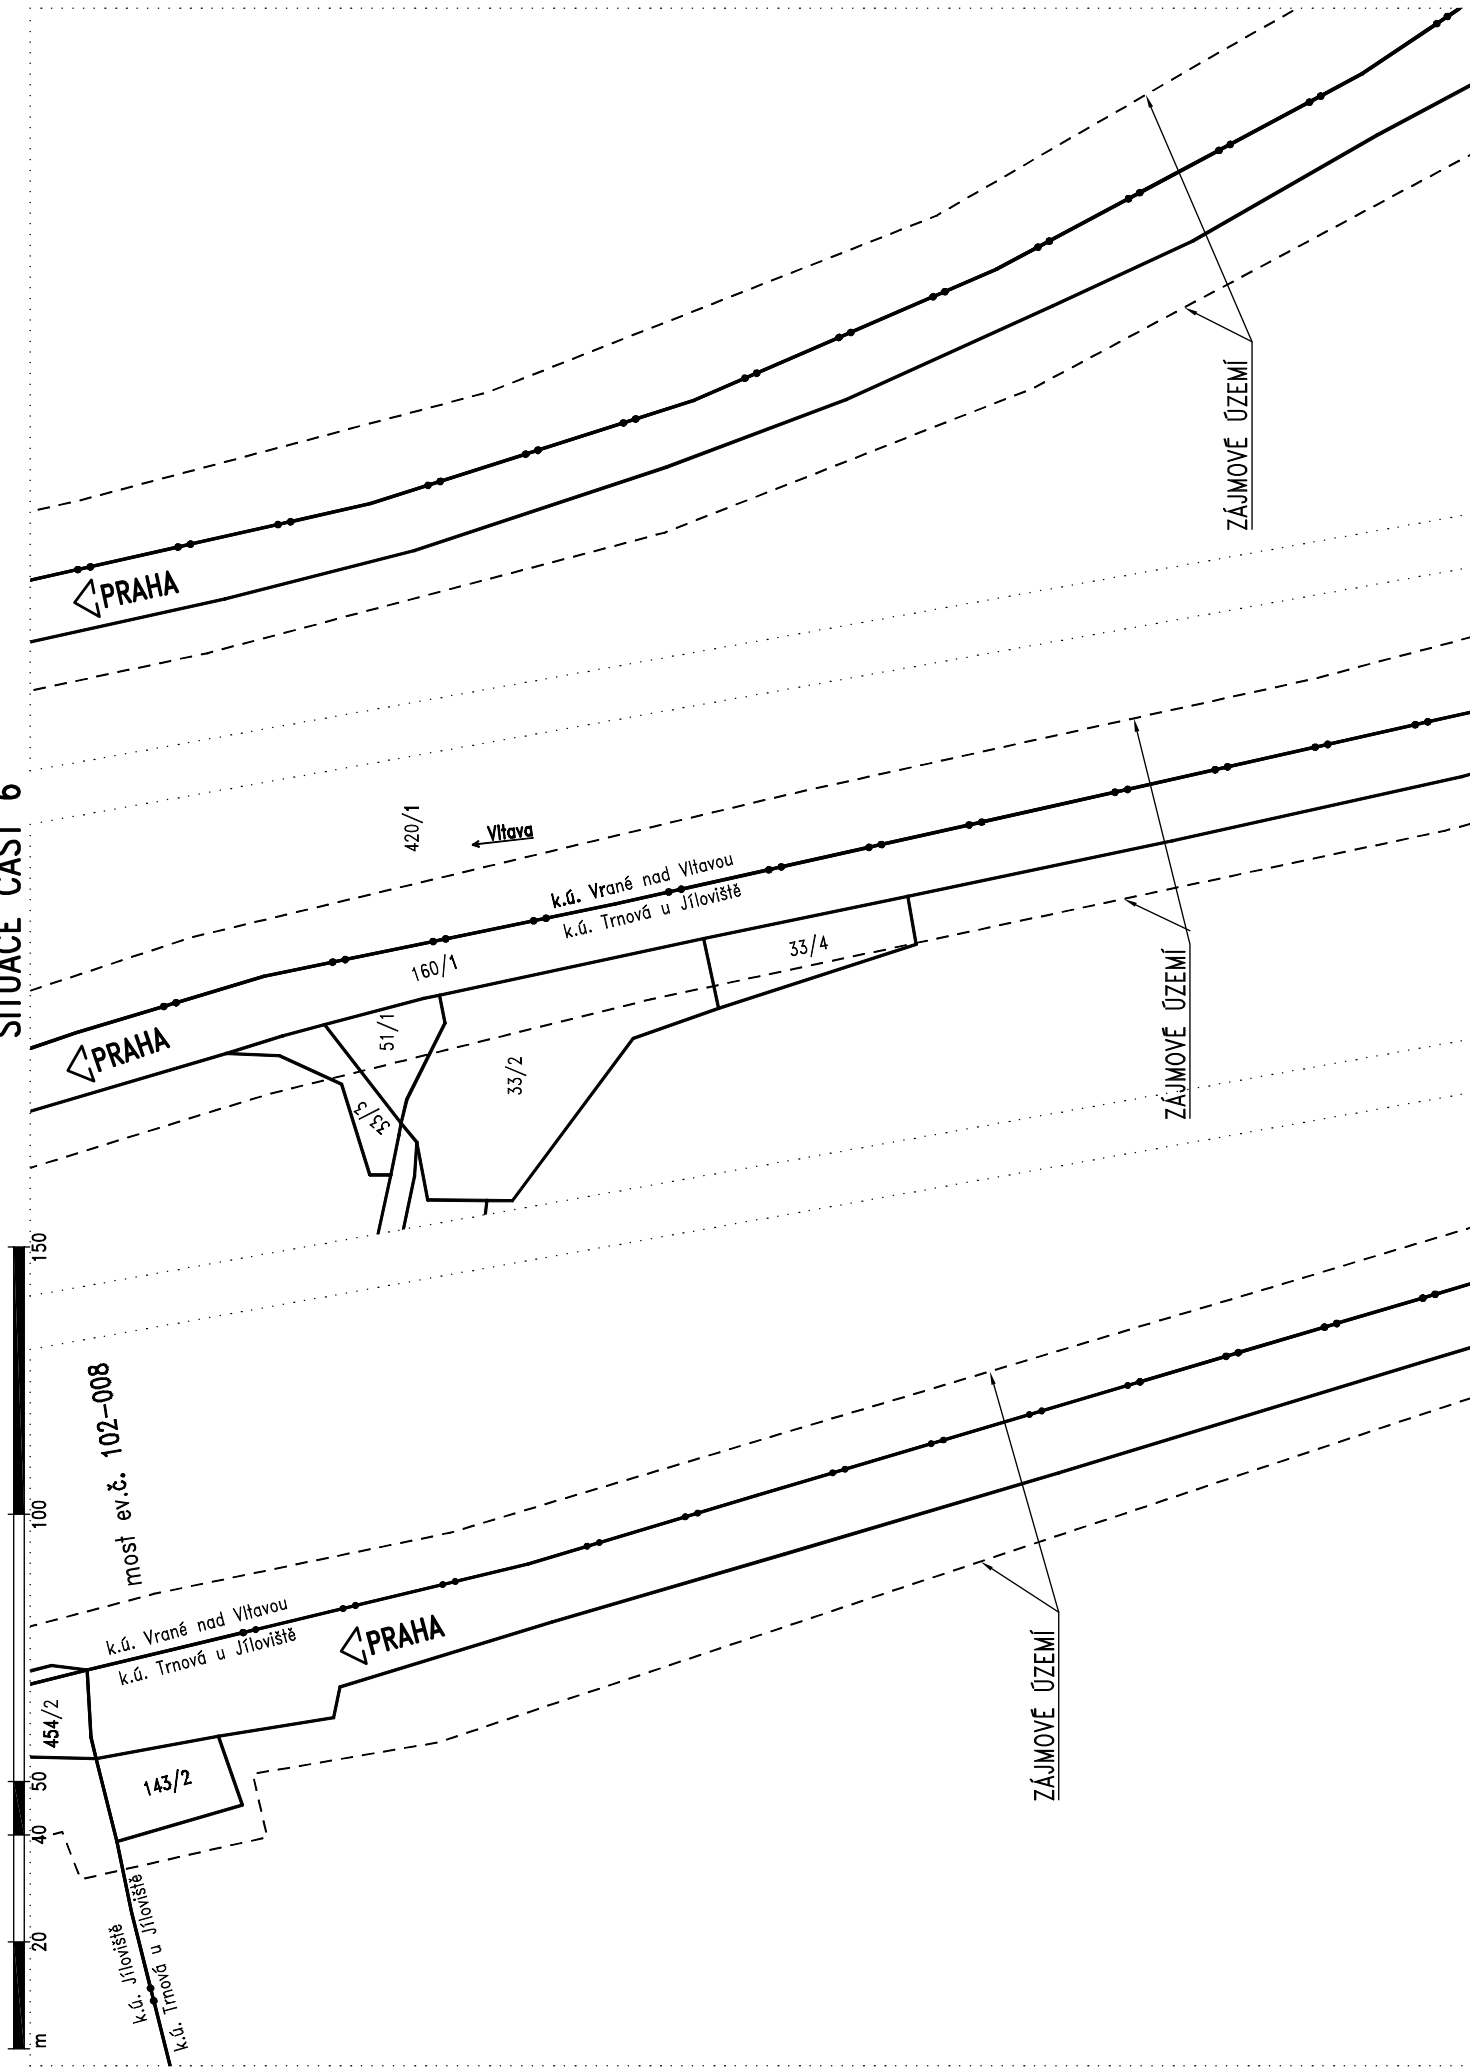 SITUACE ČÁST 6
m
20
40
50
100
150
k.ú. Jíloviště
k.ú. Trnová u Jíloviště
454/2
143/2
most ev.č. 102-008
k.ú. Vrané nad Vltavou
k.ú. Trnová u Jíloviště
PRAHA
ZÁJMOVÉ ÚZEMÍ
PRAHA
33/3
51/1
160/1
33/2
33/4
420/1
Vltava
k.ú. Vrané nad Vltavou
k.ú. Trnová u Jíloviště
ZÁJMOVÉ ÚZEMÍ
PRAHA
ZÁJMOVÉ ÚZEMÍ